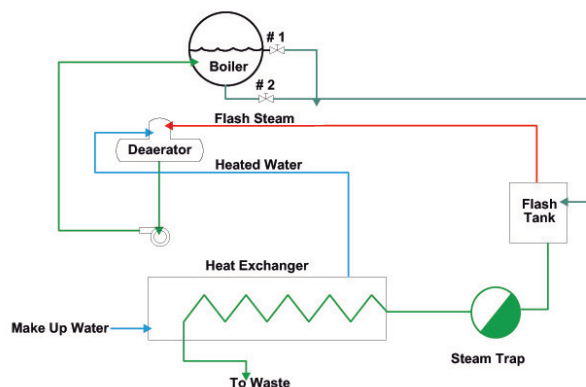 # 1
Boiler
# 2
Flash Steam
Deaerator
Heated Water
Flash
Tank
Heat Exchanger
Make Up Water
Steam Trap
To Waste